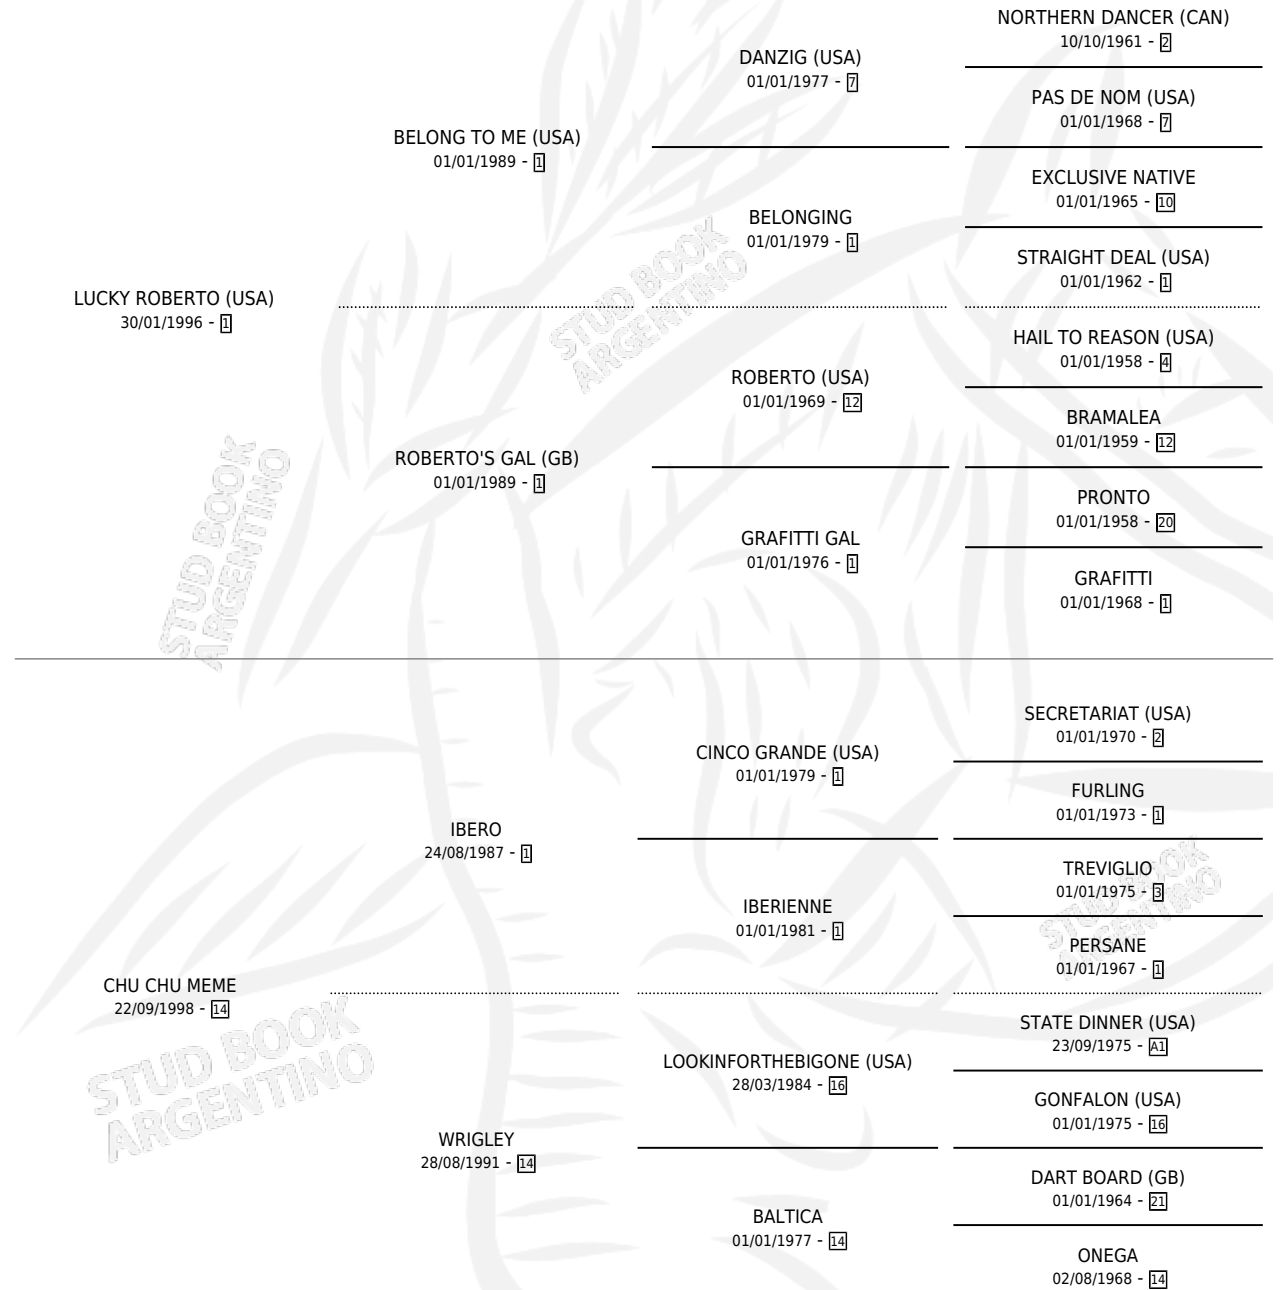 NORTHERN DANCER (CAN)
10/10/1961 - 2
DANZIG (USA)
01/01/1977 - 7
PAS DE NOM (USA)
01/01/1968 - 7
BELONG TO ME (USA)
01/01/1989 - 1
EXCLUSIVE NATIVE
01/01/1965 - 10
BELONGING
01/01/1979 - 1
STRAIGHT DEAL (USA)
01/01/1962 - 1
LUCKY ROBERTO (USA)
30/01/1996 - 1
HAIL TO REASON (USA)
01/01/1958 - 4
ROBERTO (USA)
01/01/1969 - 12
BRAMALEA
01/01/1959 - 12
ROBERTO'S GAL (GB)
01/01/1989 - 1
PRONTO
01/01/1958 - 20
GRAFITTI GAL
01/01/1976 - 1
GRAFITTI
01/01/1968 - 1
SECRETARIAT (USA)
01/01/1970 - 2
CINCO GRANDE (USA)
01/01/1979 - 1
FURLING
01/01/1973 - 1
IBERO
24/08/1987 - 1
TREVIGLIO
01/01/1975 - 3
IBERIENNE
01/01/1981 - 1
PERSANE
01/01/1967 - 1
CHU CHU MEME
22/09/1998 - 14
STATE DINNER (USA)
23/09/1975 - A1
LOOKINFORTHEBIGONE (USA)
28/03/1984 - 16
GONFALON (USA)
01/01/1975 - 16
WRIGLEY
28/08/1991 - 14
DART BOARD (GB)
01/01/1964 - 21
BALTICA
01/01/1977 - 14
ONEGA
02/08/1968 - 14
STUD BOOK
ARGENTINO
STUD BOOK
ARGENTINO
STUD BOOK
ARGENTINO
STUD BOOK
ARGENTINO